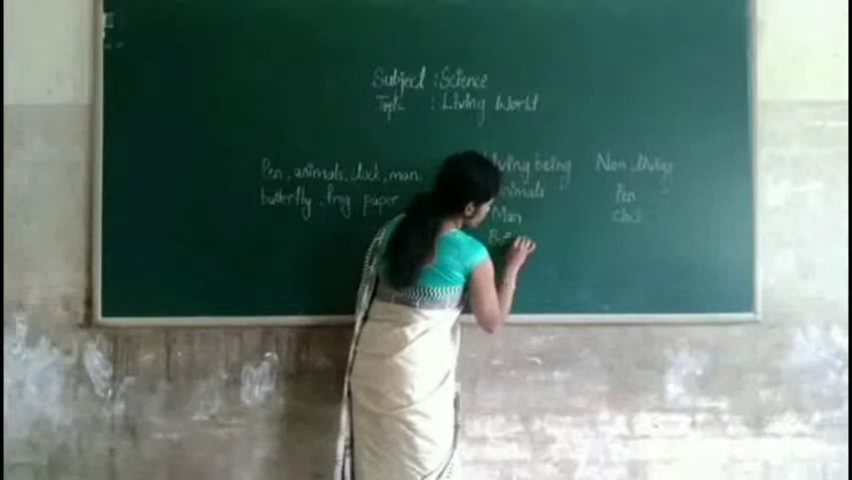 Subject : Science
Topic : Living World
Pen, animals, clock, man,
butterfly, frog paper
Living being
Animals
Man
Non living
Pen
Clock